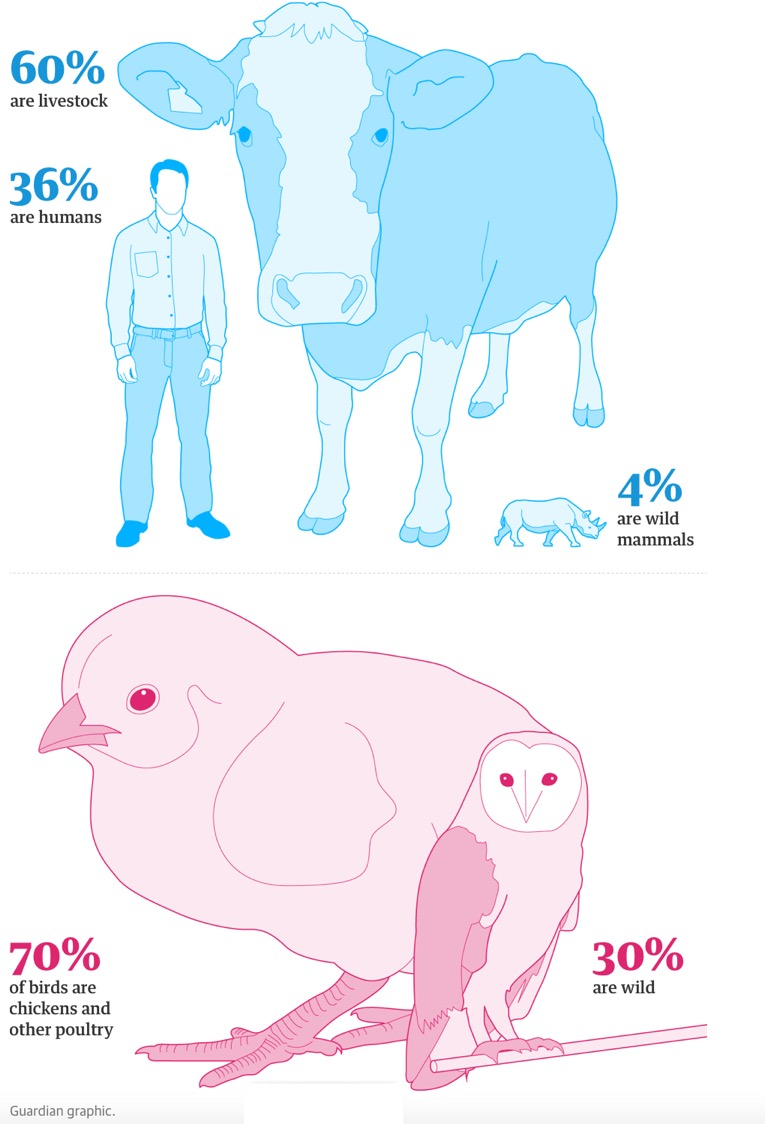 60%
are livestock
36%
are humans
4%
are wild
mammals
70%
of birds are
chickens and
other poultry
30%
are wild
Guardian graphic.